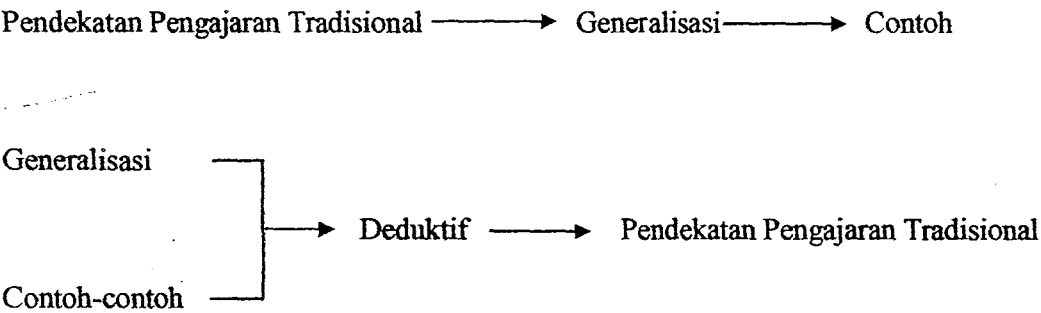 Pendekatan Pengajaran Tradisional Generalisasi Contoh
Generalisasi
Deduktif Pendekatan Pengajaran Tradisional
Contoh-contoh